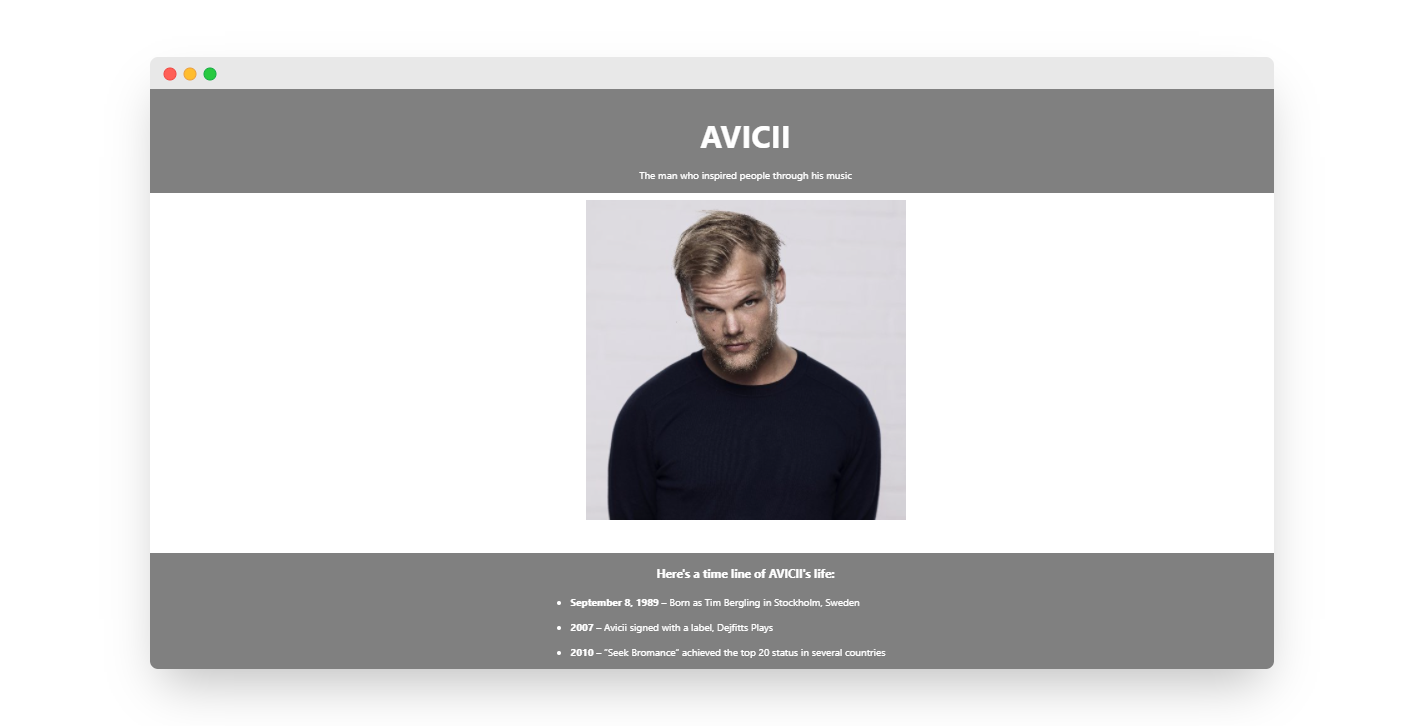 AVICII
The man who inspired people through his music
Here's a time line of AVICII's life:
September 8, 1989 – Born as Tim Bergling in Stockholm, Sweden
2007 – Avicii signed with a label, Dejfitts Plays
2010 – “Seek Bromance” achieved the top 20 status in several countries